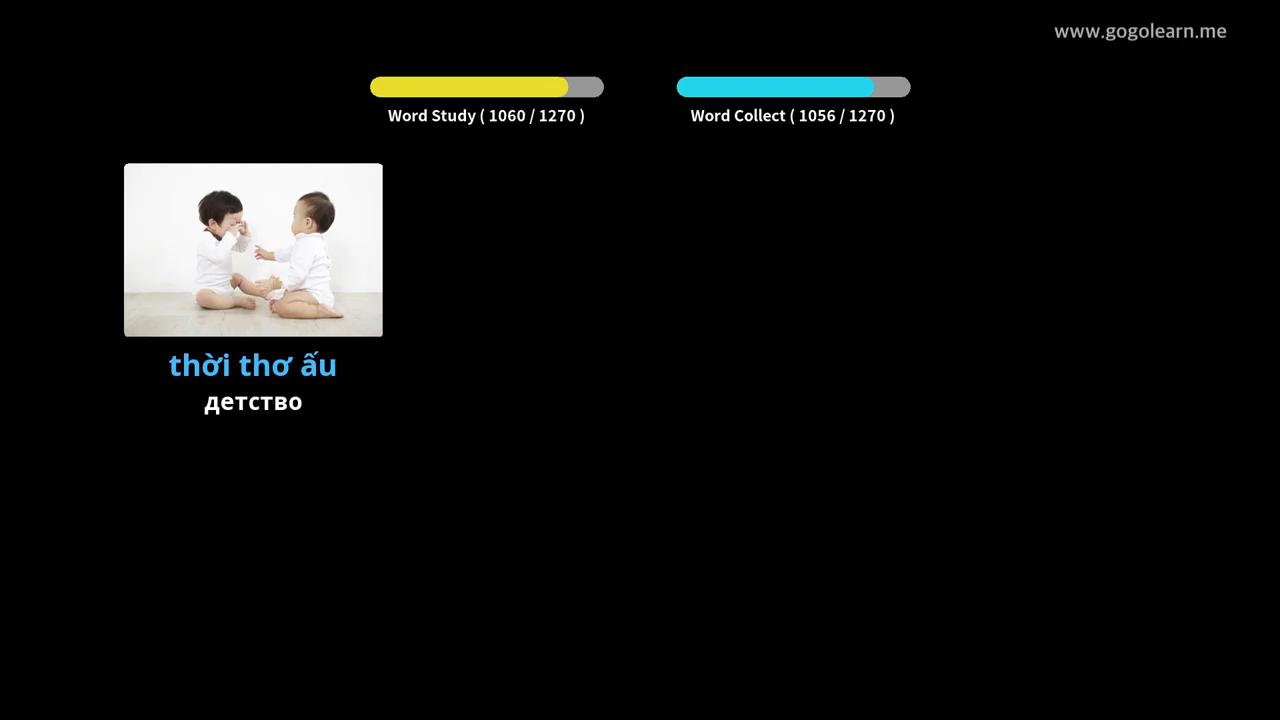 www.gogolearn.me
Word Study ( 1060 / 1270 )
Word Collect ( 1056 / 1270 )
thời thơ ấu
детство